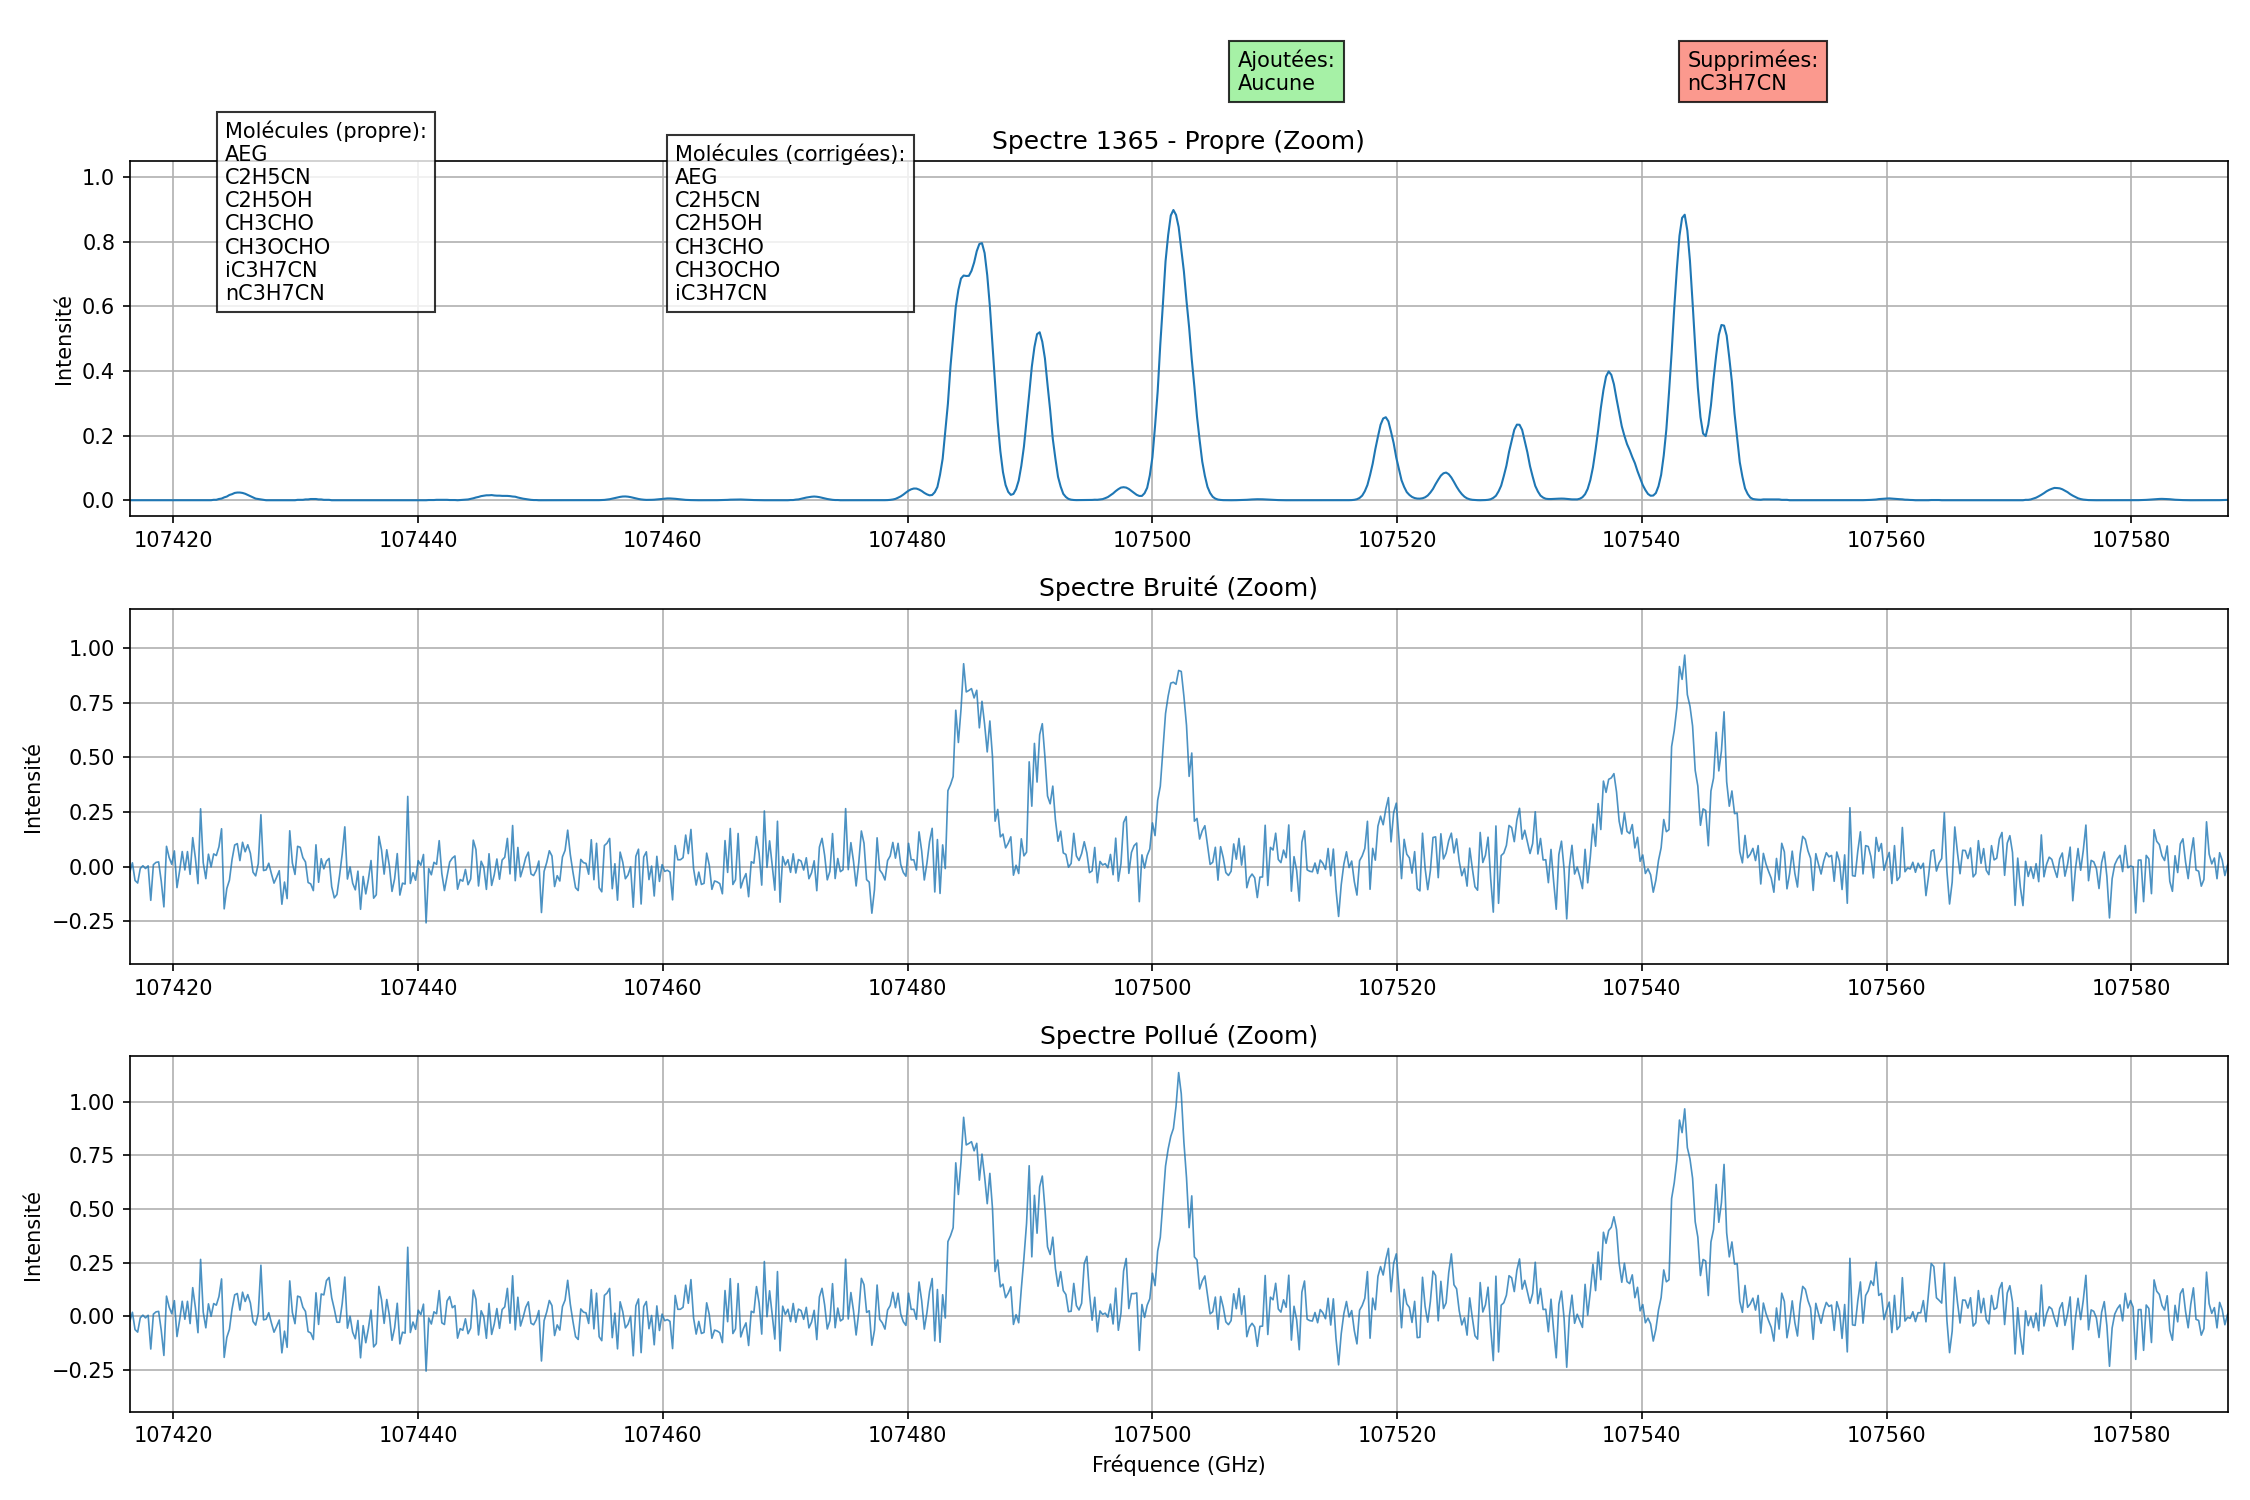 Ajoutées:
Aucune
Supprimées:
nC3H7CN
Molécules (propre):
AEG
C2H5CN
C2H5OH
CH3CHO
CH3OCHO
iC3H7CN
nC3H7CN
Molécules (corrigées):
AEG
C2H5CN
C2H5OH
CH3CHO
CH3OCHO
iC3H7CN
Spectre 1365 - Propre (Zoom)
Intensité
1.0
0.8
0.6
0.4
0.2
0.0
107420 107440 107460 107480 107500 107520 107540 107560 107580
Spectre Bruité (Zoom)
Intensité
1.00
0.75
0.50
0.25
0.00
−0.25
107420 107440 107460 107480 107500 107520 107540 107560 107580
Spectre Pollué (Zoom)
Intensité
1.00
0.75
0.50
0.25
0.00
−0.25
107420 107440 107460 107480 107500 107520 107540 107560 107580
Fréquence (GHz)